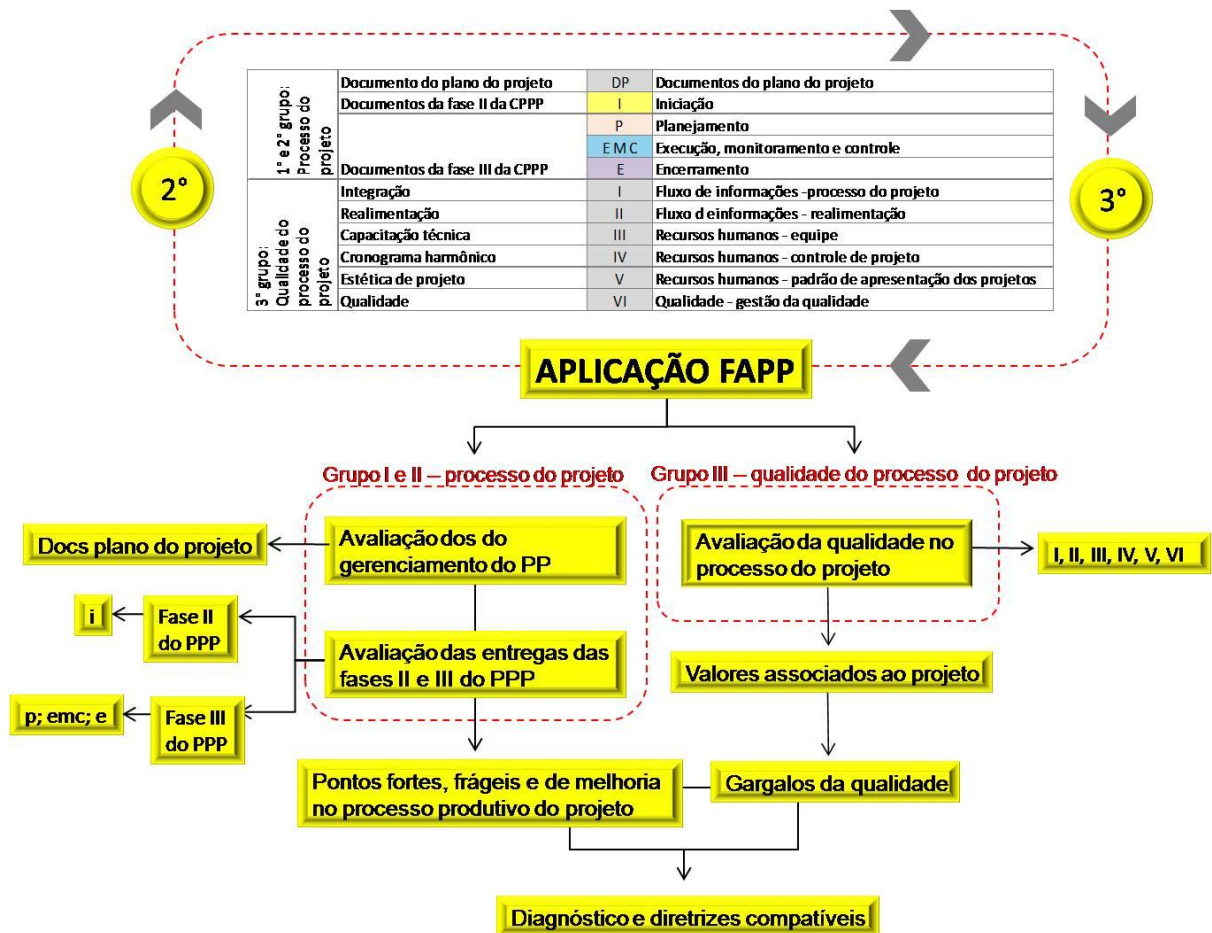 1° e 2° grupo:
Processo do
projeto
Documento do plano do projeto DP Documentos do plano do projeto
Documentos da fase II da CPPP I Iniciação
P Planejamento
E M C Execução, monitoramento e controle
Documentos da fase III da CPPP E Encerramento
3° grupo:
Qualidade do
processo do
projeto
Integração I Fluxo de informações -processo do projeto
Realimentação II Fluxo d einformações - realimentação
Capacitação técnica III Recursos humanos - equipe
Cronograma harmônico IV Recursos humanos - controle de projeto
Estética de projeto V Recursos humanos - padrão de apresentação dos projetos
Qualidade VI Qualidade - gestão da qualidade
2°
3°
APLICAÇÃO FAPP
Grupo I e II – processo do projeto
Grupo III – qualidade do processo do projeto
Docs plano do projeto
Avaliação dos do
gerenciamento do PP
Avaliação da qualidade no
processo do projeto
I, II, III, IV, V, VI
i
Fase II
do PPP
Avaliação das entregas das
fases II e III do PPP
Valores associados ao projeto
p; emc; e
Fase III
do PPP
Pontos fortes, frágeis e de melhoria
no processo produtivo do projeto
Gargalos da qualidade
Diagnóstico e diretrizes compatíveis